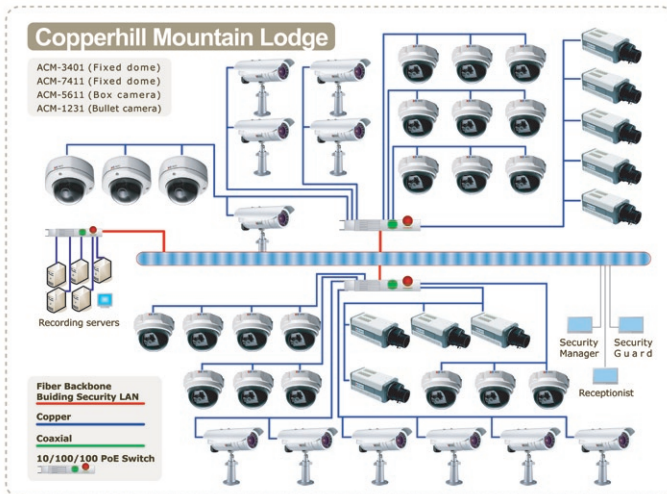 Copperhill Mountain Lodge
ACM-3401 (Fixed dome)
ACM-7411 (Fixed dome)
ACM-5611 (Box camera)
ACM-1231 (Bullet camera)
Recording servers
Security
Manager
Security
Guard
Receptionist
Fiber Backbone
Buiding Security LAN
Copper
Coaxial
10/100/100 PoE Switch